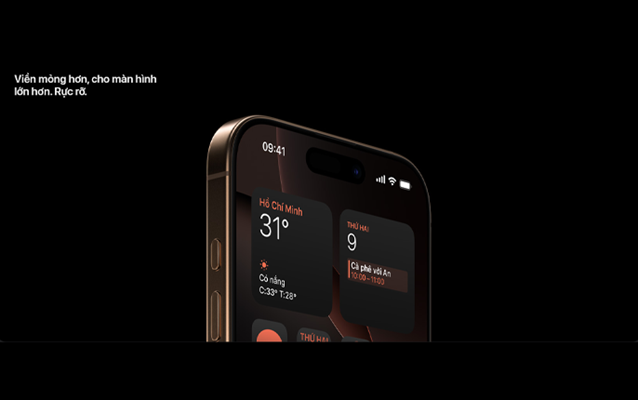 Viền mỏng hơn, cho màn hình
lớn hơn. Rực rỡ.
09:41
Hồ Chí Minh
31°
Có nắng
C:33° T:28°
THỨ HAI
9
Cà phê với An
10:00 – 11:00
THỨ HAI